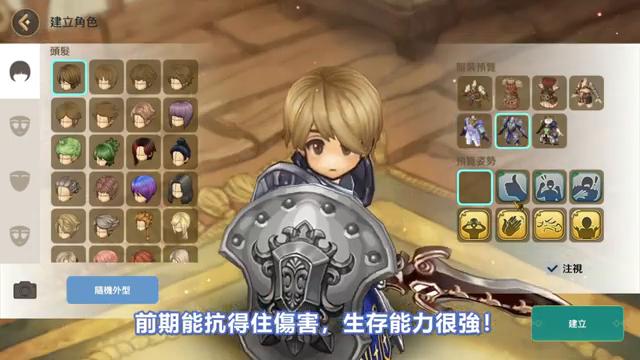 建立角色
頭髮
服裝預覽
預覽姿勢
注視
隨機外型
建立
前期能抗得住傷害，生存能力很強！